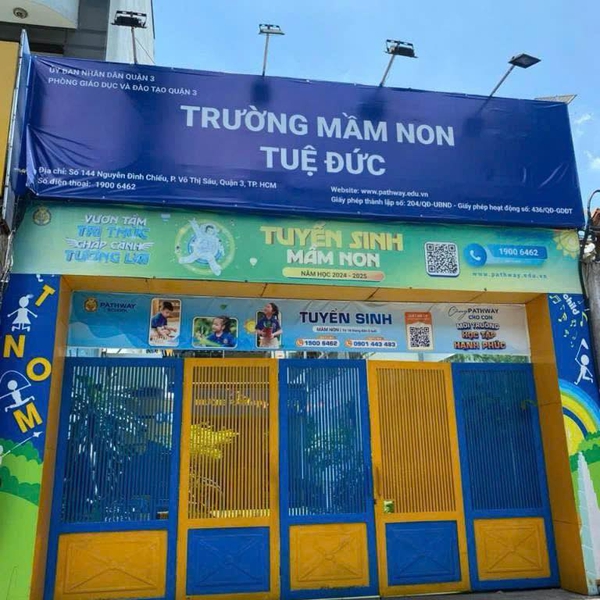 ỦY BAN NHÂN DÂN QUẬN 3
PHÒNG GIÁO DỤC VÀ ĐÀO TẠO QUẬN 3
TRƯỜNG MẦM NON
TUỆ ĐỨC
Địa chỉ: Số 144 Nguyễn Đình Chiểu, P. Võ Thị Sáu, Quận 3, TP. HCM
Số điện thoại: 1900 6462
Website: www.pathway.edu.vn
Giấy phép thành lập số: 204/QĐ-UBND - Giấy phép hoạt động số: 436/QĐ-GDĐT
VƯƠN TẦM
TRI THỨC
CHẮP CÁNH
TƯƠNG LAI
TUYỂN SINH
MẦM NON
NĂM HỌC 2024 - 2025
1900 6462
www.pathway.edu.vn
PATHWAY
SCHOOL
TUYỂN SINH
MẦM NON
1900 6462
0901 443 493
Chọn PATHWAY
CHO CON
MÔI TRƯỜNG
HỌC TẬP
HẠNH PHÚC
T
N
O
M